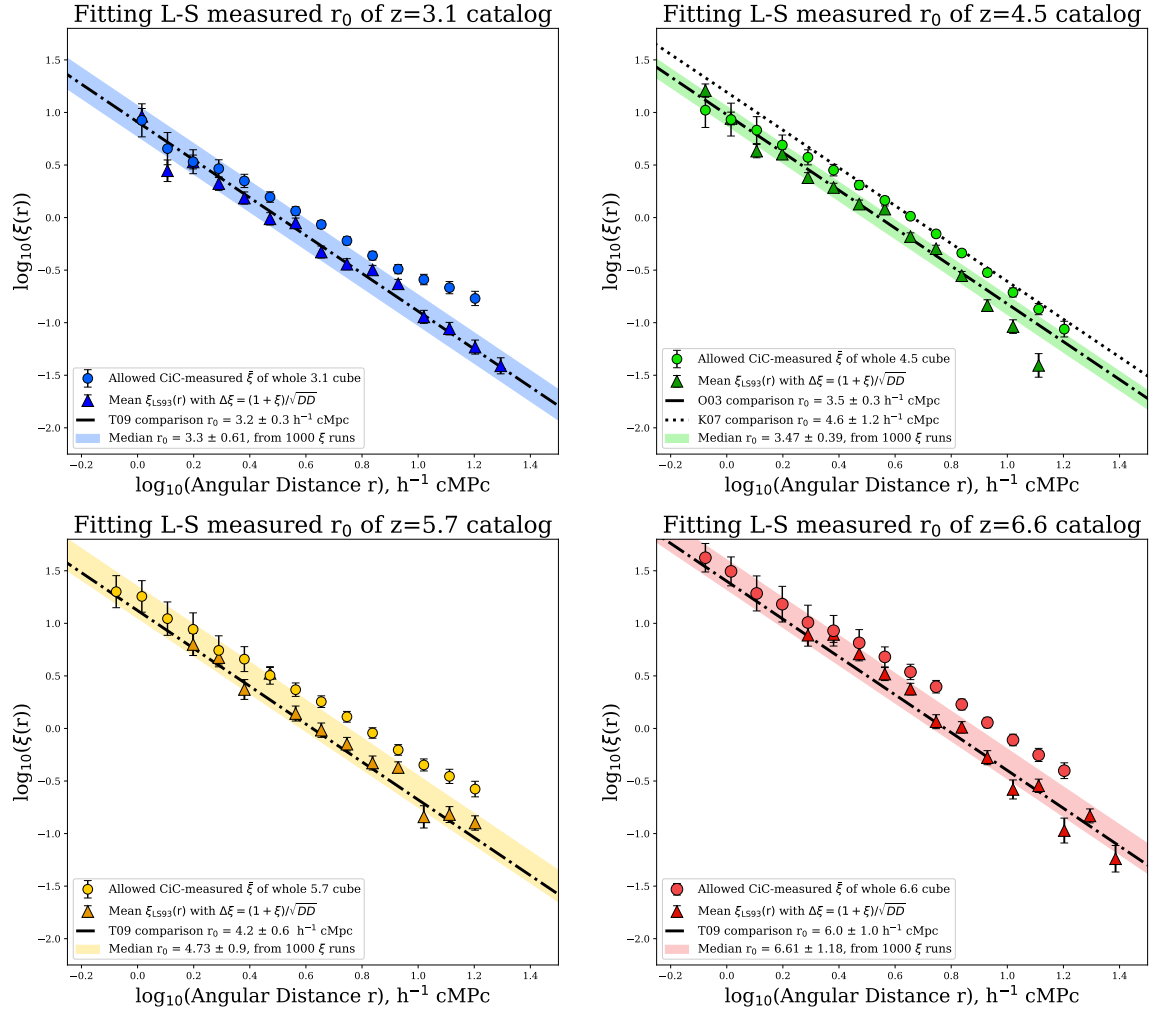 Fitting L-S measured r₀ of z=3.1 catalog
log₁₀(ξ(r))
1.5
1.0
0.5
0.0
−0.5
−1.0
−1.5
−2.0
Allowed CiC-measured ξ̄ of whole 3.1 cube
Mean ξLS93(r) with Δξ = (1 + ξ)/√DD
T09 comparison r₀ = 3.2 ± 0.3 h⁻¹ cMpc
Median r₀ = 3.3 ± 0.61, from 1000 ξ runs
−0.2 0.0 0.2 0.4 0.6 0.8 1.0 1.2 1.4
log₁₀(Angular Distance r), h⁻¹ cMPc
Fitting L-S measured r₀ of z=4.5 catalog
log₁₀(ξ(r))
1.5
1.0
0.5
0.0
−0.5
−1.0
−1.5
−2.0
Allowed CiC-measured ξ̄ of whole 4.5 cube
Mean ξLS93(r) with Δξ = (1 + ξ)/√DD
O03 comparison r₀ = 3.5 ± 0.3 h⁻¹ cMpc
K07 comparison r₀ = 4.6 ± 1.2 h⁻¹ cMpc
Median r₀ = 3.47 ± 0.39, from 1000 ξ runs
−0.2 0.0 0.2 0.4 0.6 0.8 1.0 1.2 1.4
log₁₀(Angular Distance r), h⁻¹ cMPc
Fitting L-S measured r₀ of z=5.7 catalog
log₁₀(ξ(r))
1.5
1.0
0.5
0.0
−0.5
−1.0
−1.5
−2.0
Allowed CiC-measured ξ̄ of whole 5.7 cube
Mean ξLS93(r) with Δξ = (1 + ξ)/√DD
T09 comparison r₀ = 4.2 ± 0.6 h⁻¹ cMpc
Median r₀ = 4.73 ± 0.9, from 1000 ξ runs
−0.2 0.0 0.2 0.4 0.6 0.8 1.0 1.2 1.4
log₁₀(Angular Distance r), h⁻¹ cMPc
Fitting L-S measured r₀ of z=6.6 catalog
log₁₀(ξ(r))
1.5
1.0
0.5
0.0
−0.5
−1.0
−1.5
−2.0
Allowed CiC-measured ξ̄ of whole 6.6 cube
Mean ξLS93(r) with Δξ = (1 + ξ)/√DD
T09 comparison r₀ = 6.0 ± 1.0 h⁻¹ cMpc
Median r₀ = 6.61 ± 1.18, from 1000 ξ runs
−0.2 0.0 0.2 0.4 0.6 0.8 1.0 1.2 1.4
log₁₀(Angular Distance r), h⁻¹ cMPc